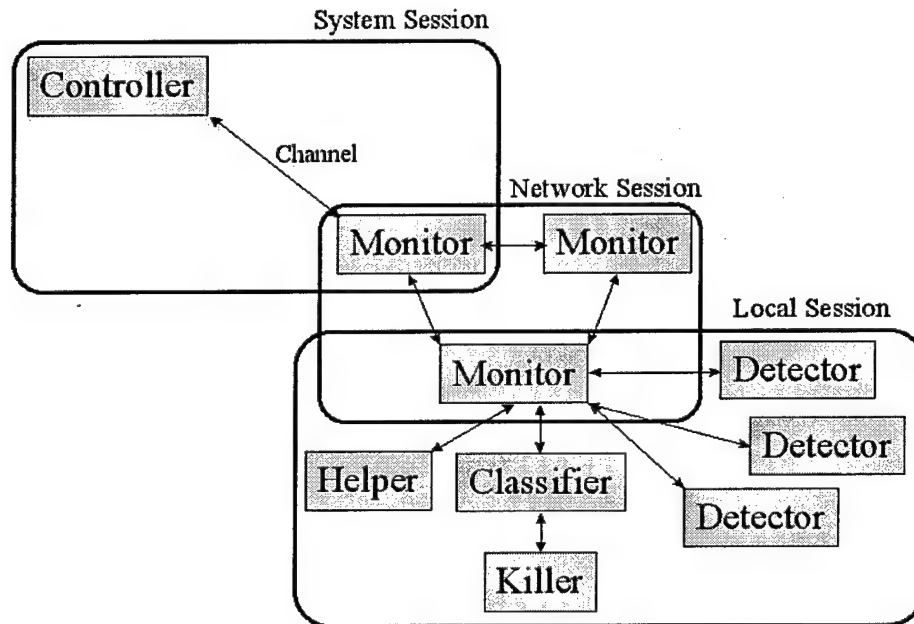 System Session
Controller
Channel
Network Session
Monitor
Monitor
Local Session
Monitor
Detector
Detector
Helper
Classifier
Detector
Killer